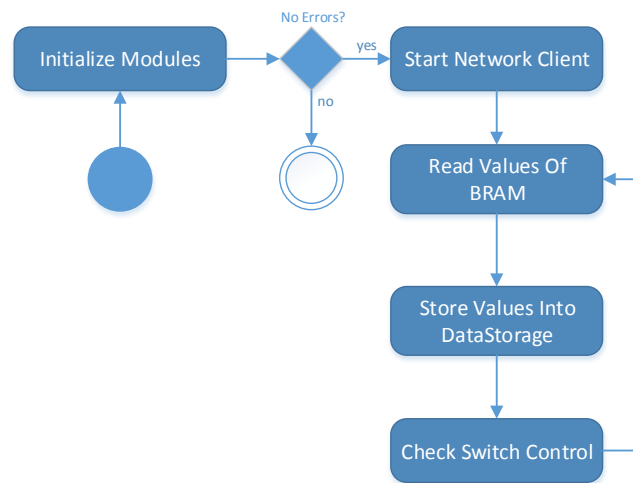 No Errors?
Initialize Modules
yes
Start Network Client
no
Read Values Of
BRAM
Store Values Into
DataStorage
Check Switch Control